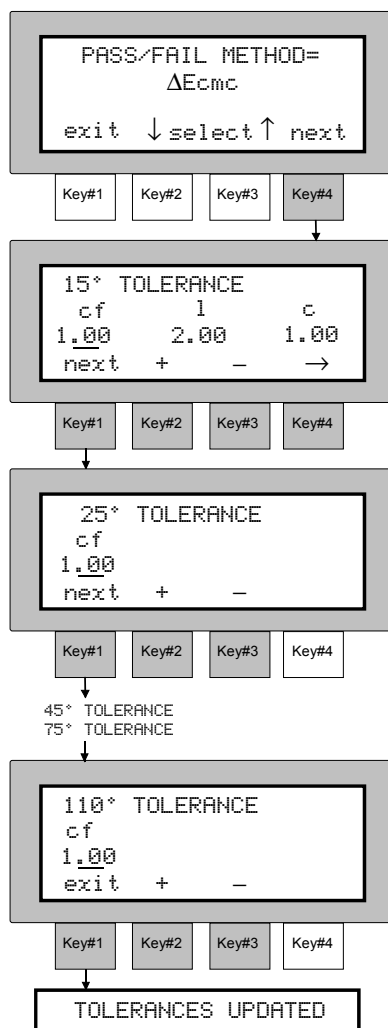 PASS/FAIL METHOD=
ΔEcmc
exit ↓ select ↑ next
Key#1 Key#2 Key#3 Key#4
15° TOLERANCE
cf l c
1.00 2.00 1.00
next + − →
Key#1 Key#2 Key#3 Key#4
25° TOLERANCE
cf
1.00
next + −
Key#1 Key#2 Key#3 Key#4
45° TOLERANCE
75° TOLERANCE
110° TOLERANCE
cf
1.00
exit + −
Key#1 Key#2 Key#3 Key#4
TOLERANCES UPDATED